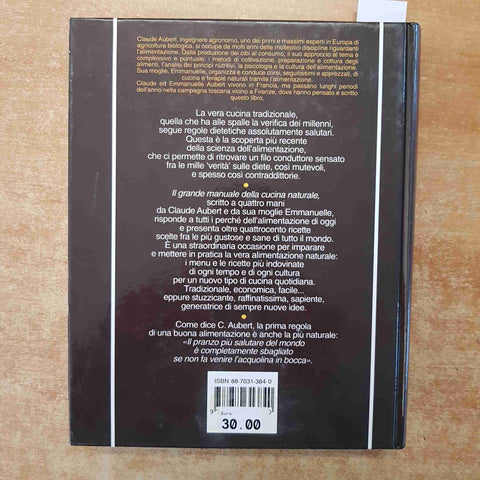 Claude Aubert, ingegnere agronomo, uno dei primi e massimi esperti in Europa di
agricoltura biologica, si occupa da molti anni delle molteplici discipline riguardanti
l'alimentazione. Dalla produzione dei cibi al consumo, il suo approccio al tema è
complessivo e puntuale: i metodi di coltivazione, preparazione e cottura degli
alimenti, l'analisi dei principi nutritivi, la psicologia e la cultura dell'alimentazione.
Sua moglie, Emmanuelle, organizza e conduce corsi, seguitissimi e apprezzati, di
cucina e terapie naturali tramite l'alimentazione.
Claude ed Emmanuelle Aubert vivono in Francia, ma passano lunghi periodi
dell'anno nella campagna toscana vicino a Firenze, dove hanno pensato e scritto
questo libro.
La vera cucina tradizionale,
quella che ha alle spalle la verifica dei millenni,
segue regole dietetiche assolutamente salutari.
Questa è la scoperta più recente
della scienza dell'alimentazione,
che ci permette di ritrovare un filo conduttore sensato
fra le mille 'verità' sulle diete, così mutevoli,
e spesso così contraddittorie.
Il grande manuale della cucina naturale,
scritto a quattro mani
da Claude Aubert e da sua moglie Emmanuelle,
risponde a tutti i perché dell'alimentazione di oggi
e presenta oltre quattrocento ricette
scelte fra le più gustose e sane di tutto il mondo.
È una straordinaria occasione per imparare
e mettere in pratica la vera alimentazione naturale:
i menu e le ricette più indovinate
di ogni tempo e di ogni cultura
per un nuovo tipo di cucina quotidiana.
Tradizionale, economica, facile...
eppure stuzzicante, raffinatissima, sapiente,
generatrice di sempre nuove idee.
Come dice C. Aubert, la prima regola
di una buona alimentazione è anche la più naturale:
«Il pranzo più salutare del mondo
è completamente sbagliato
se non fa venire l'acquolina in bocca».
ISBN 88-7031-384 0
Euro
30.00